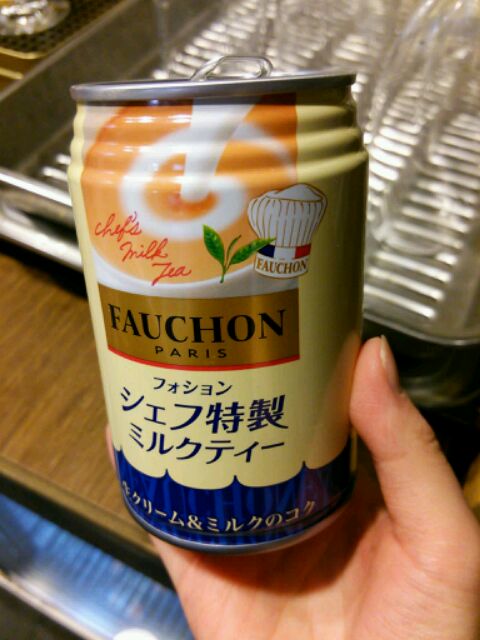 chef's
milk
Tea
FAUCHON
FAUCHON
PARIS
フォション
シェフ特製
ミルクティー
生クリーム&ミルクのコク